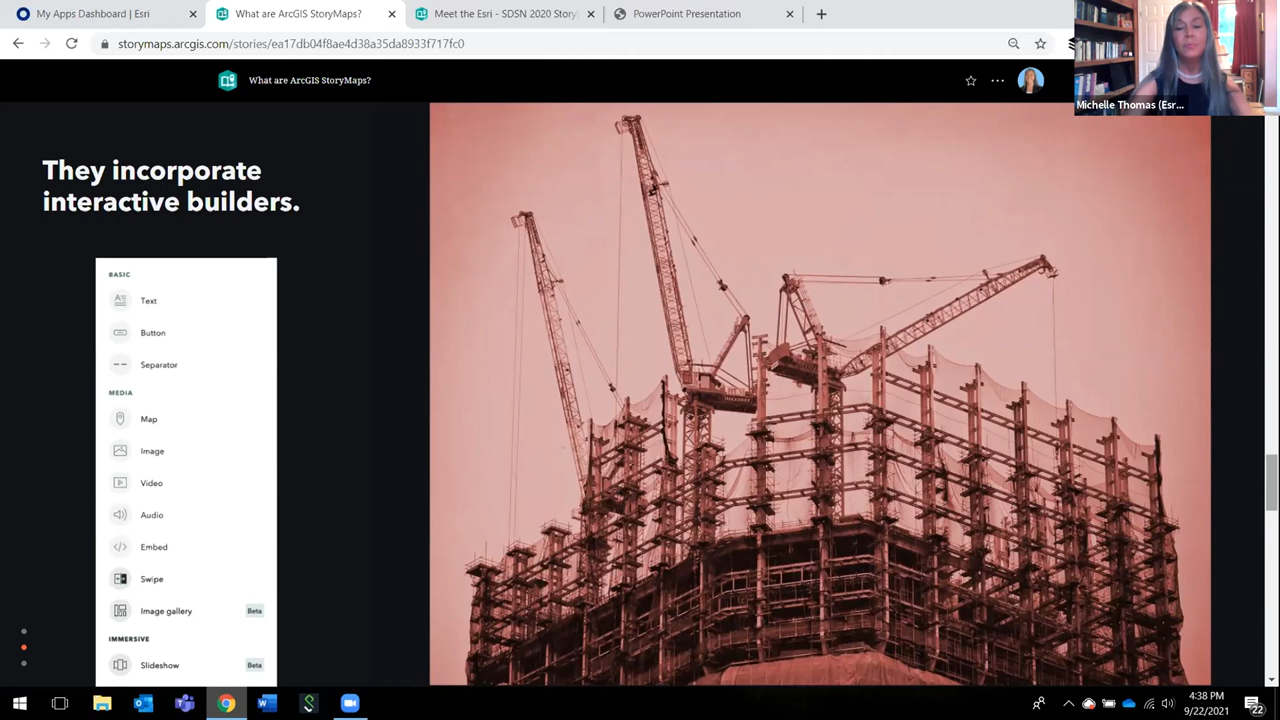 My Apps Dashboard | Esri
What are ArcGIS StoryMaps?
Meet the Esri - SDSN 2020 Story
PowerPoint Presentation
storymaps.arcgis.com/stories/ea17db04f8ae4d38a35da8933f717fc0
Michelle Thomas (Esr...
What are ArcGIS StoryMaps?
They incorporate
interactive builders.
BASIC
Text
Button
Separator
MEDIA
Map
Image
Video
Audio
Embed
Swipe
Image gallery Beta
IMMERSIVE
Slideshow Beta
4:38 PM
9/22/2021
22